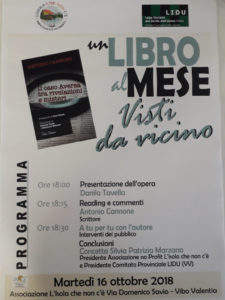 LIDU
un LIBRO
al MESE
Visti
da vicino
Il caso Aversa
tra rivelazioni e
misteri
PROGRAMMA
Ore 18:00 Presentazione dell'opera
Danila Tavella
Ore 18:15 Reading e commenti
Antonio Cannone
Scrittore
Ore 18:30 A tu per tu con l'autore
Interventi del pubblico
Conclusioni
Concetta Silvia Patrizia Marzano
Presidente Associazione no Profit L'Isola che non c'è
e Presidente Comitato Provinciale LIDU (VV)
Martedì 16 ottobre 2018
Associazione L'Isola che non c'è Via Domenico Savio - Vibo Valentia